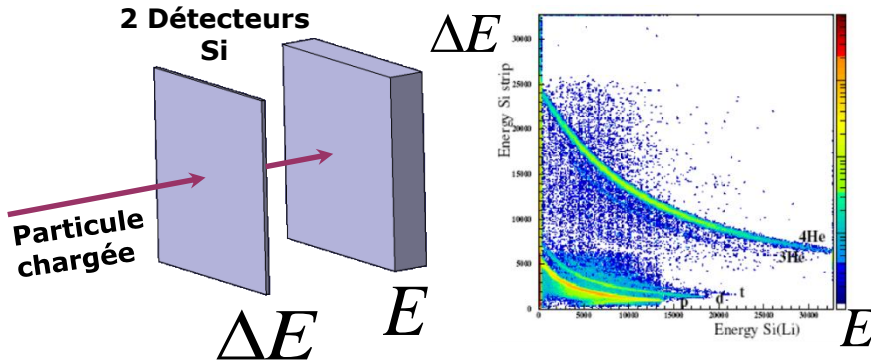 2 Détecteurs
Si
Particule
chargée
ΔE
E
ΔE
Energy Si strip
30000
25000
20000
15000
10000
5000
0
4He
3He
p
d
t
0
5000
10000
15000
20000
25000
30000
Energy Si(Li)
E